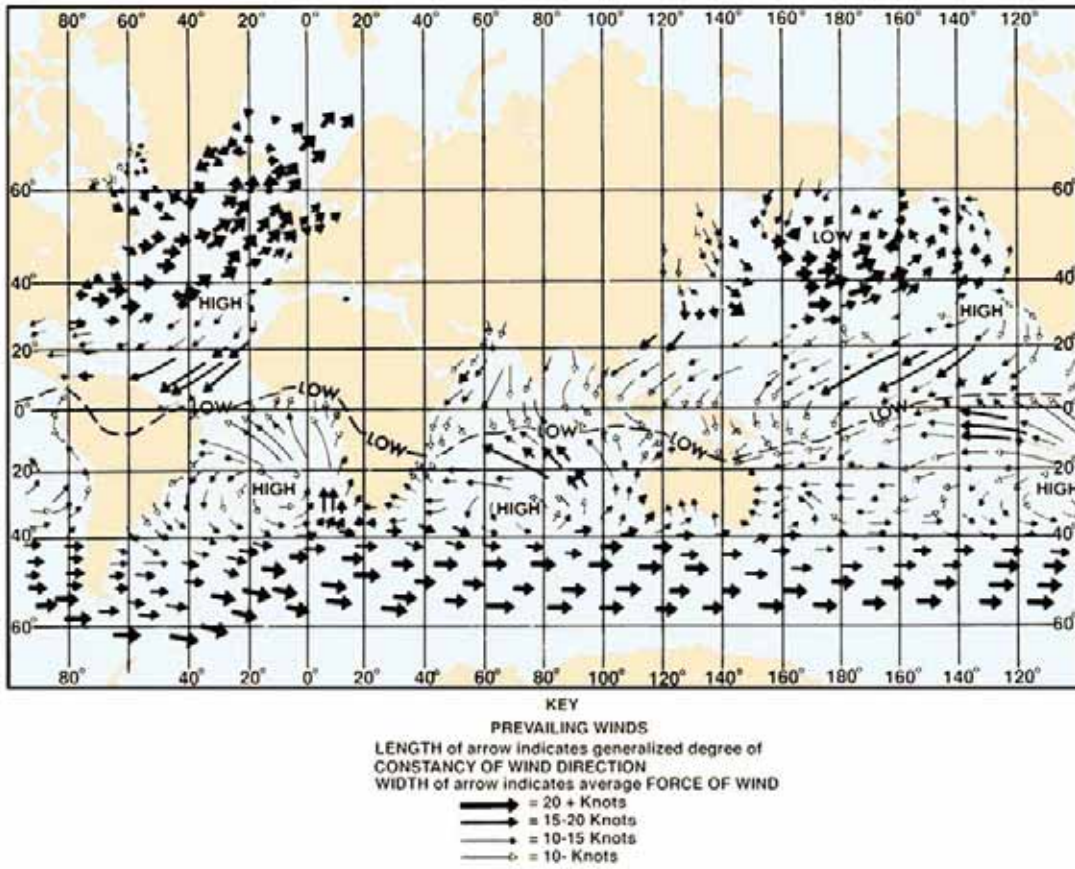 80° 60° 40° 20° 0° 20° 40° 60° 80° 100° 120° 140° 160° 180° 160° 140° 120°
60° 60°
LOW
40° 40°
HIGH HIGH
20° 20°
LOW LOW LOW
0° 0°
LOW LOW LOW
20° 20°
HIGH HIGH HIGH
40° 40°
60° 60°
80° 60° 40° 20° 0° 20° 40° 60° 80° 100° 120° 140° 160° 180° 160° 140° 120°
KEY
PREVAILING WINDS
LENGTH of arrow indicates generalized degree of
CONSTANCY OF WIND DIRECTION
WIDTH of arrow indicates average FORCE OF WIND
= 20 + Knots
= 15-20 Knots
= 10-15 Knots
= 10- Knots